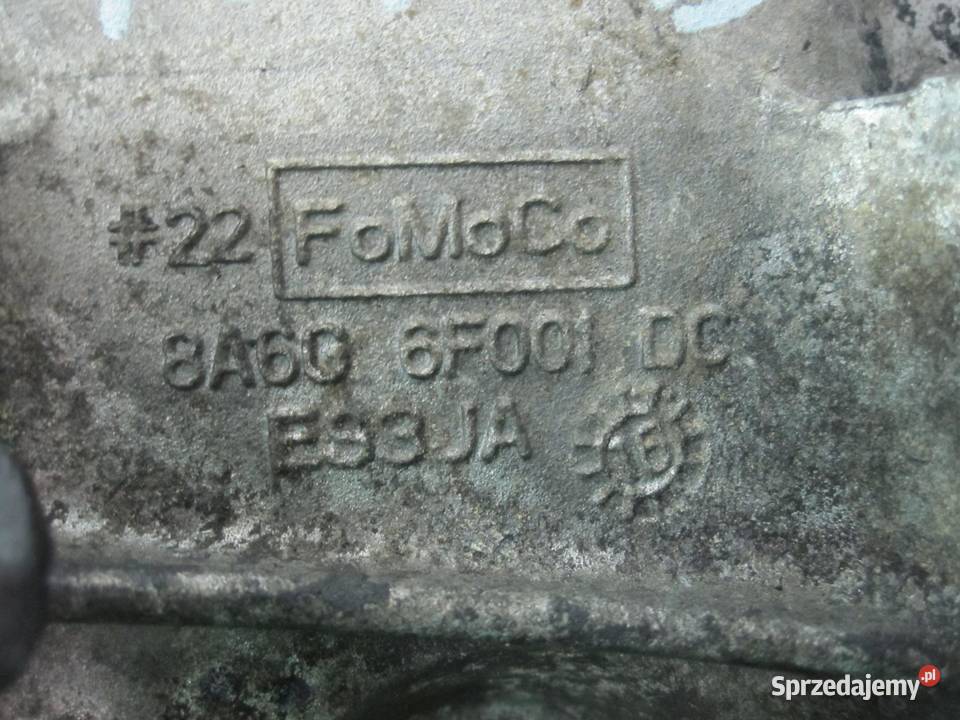 #22 FoMoCo
8A6G 6F001 DC
ES3JA
Sprzedajemy.pl